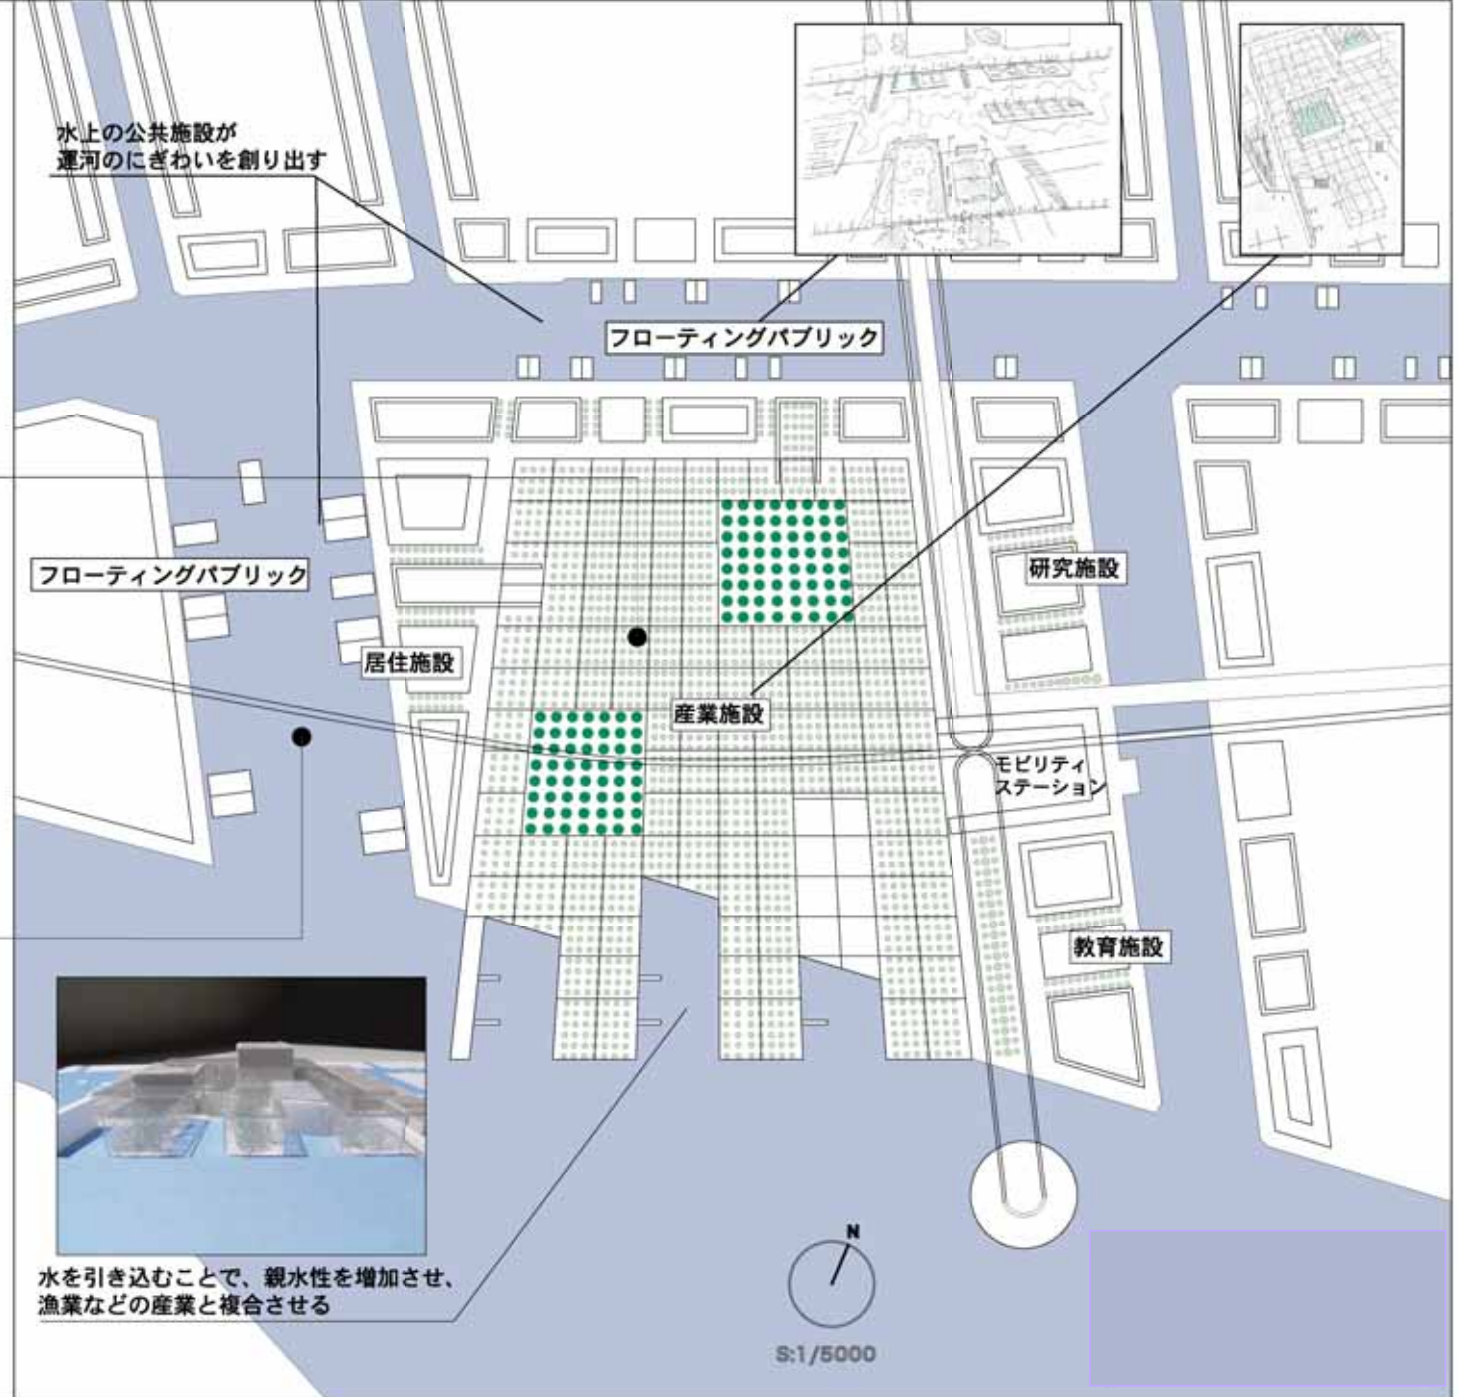 水上の公共施設が
運河のにぎわいを創り出す
フローティングパブリック
フローティングパブリック
研究施設
居住施設
産業施設
モビリティ
ステーション
教育施設
水を引き込むことで、親水性を増加させ、
漁業などの産業と複合させる
N
S:1/5000